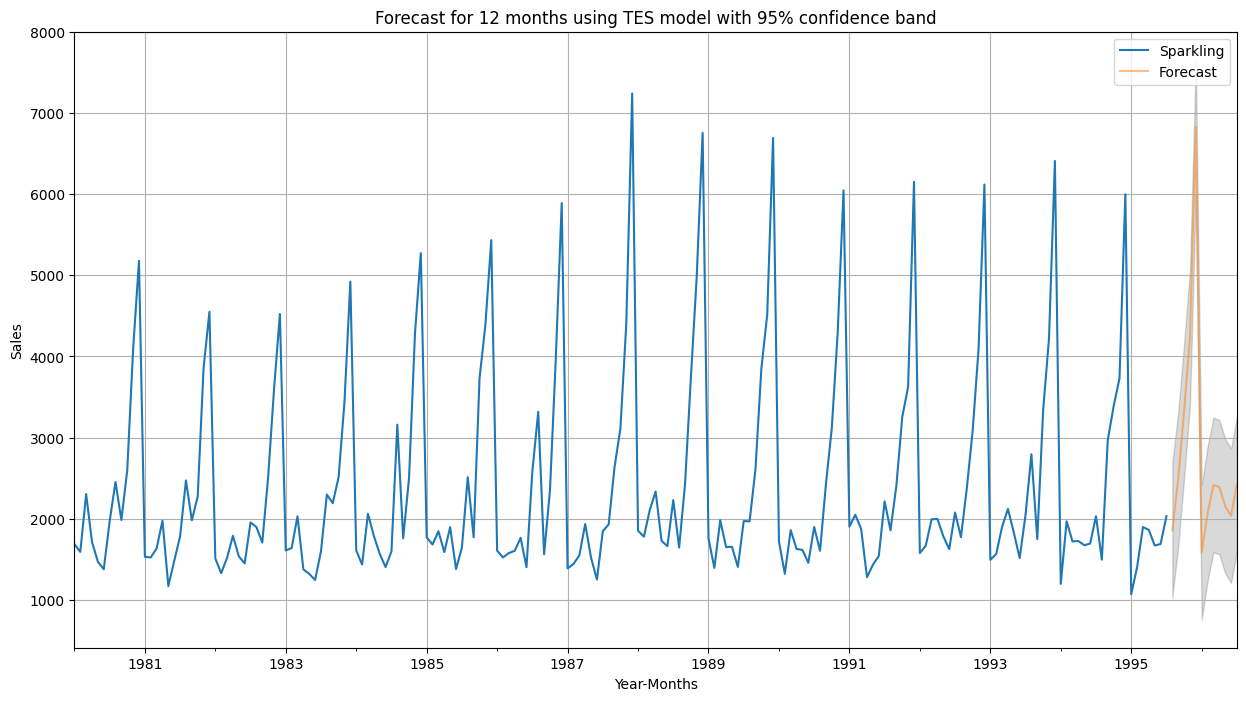 Forecast for 12 months using TES model with 95% confidence band
8000
7000
6000
5000
4000
3000
2000
1000
Sales
Sparkling
Forecast
1981 1983 1985 1987 1989 1991 1993 1995
Year-Months